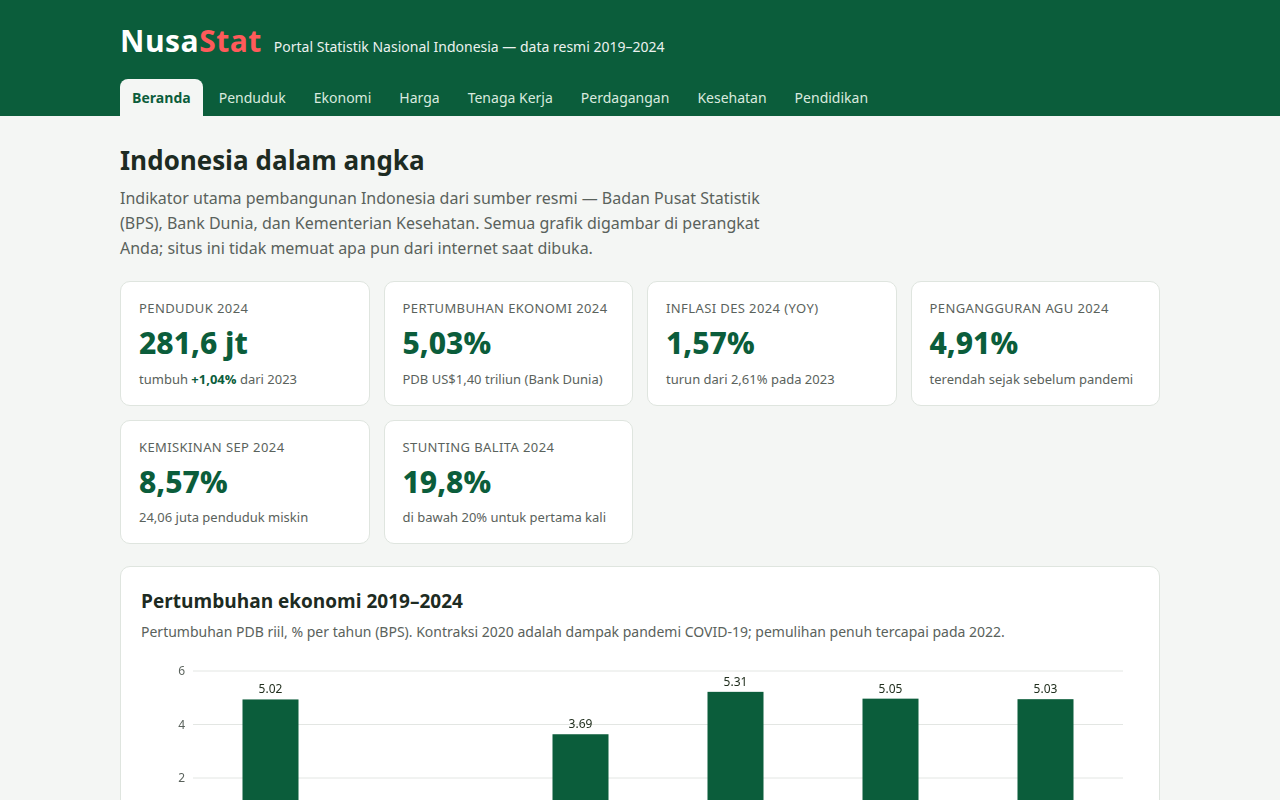 NusaStat Portal Statistik Nasional Indonesia — data resmi 2019–2024
Beranda Penduduk Ekonomi Harga Tenaga Kerja Perdagangan Kesehatan Pendidikan
Indonesia dalam angka
Indikator utama pembangunan Indonesia dari sumber resmi — Badan Pusat Statistik
(BPS), Bank Dunia, dan Kementerian Kesehatan. Semua grafik digambar di perangkat
Anda; situs ini tidak memuat apa pun dari internet saat dibuka.
PENDUDUK 2024
281,6 jt
tumbuh +1,04% dari 2023
PERTUMBUHAN EKONOMI 2024
5,03%
PDB US$1,40 triliun (Bank Dunia)
INFLASI DES 2024 (YOY)
1,57%
turun dari 2,61% pada 2023
PENGANGGURAN AGU 2024
4,91%
terendah sejak sebelum pandemi
KEMISKINAN SEP 2024
8,57%
24,06 juta penduduk miskin
STUNTING BALITA 2024
19,8%
di bawah 20% untuk pertama kali
Pertumbuhan ekonomi 2019–2024
Pertumbuhan PDB riil, % per tahun (BPS). Kontraksi 2020 adalah dampak pandemi COVID-19; pemulihan penuh tercapai pada 2022.
6
5.02
3.69
5.31
5.05
5.03
4
2